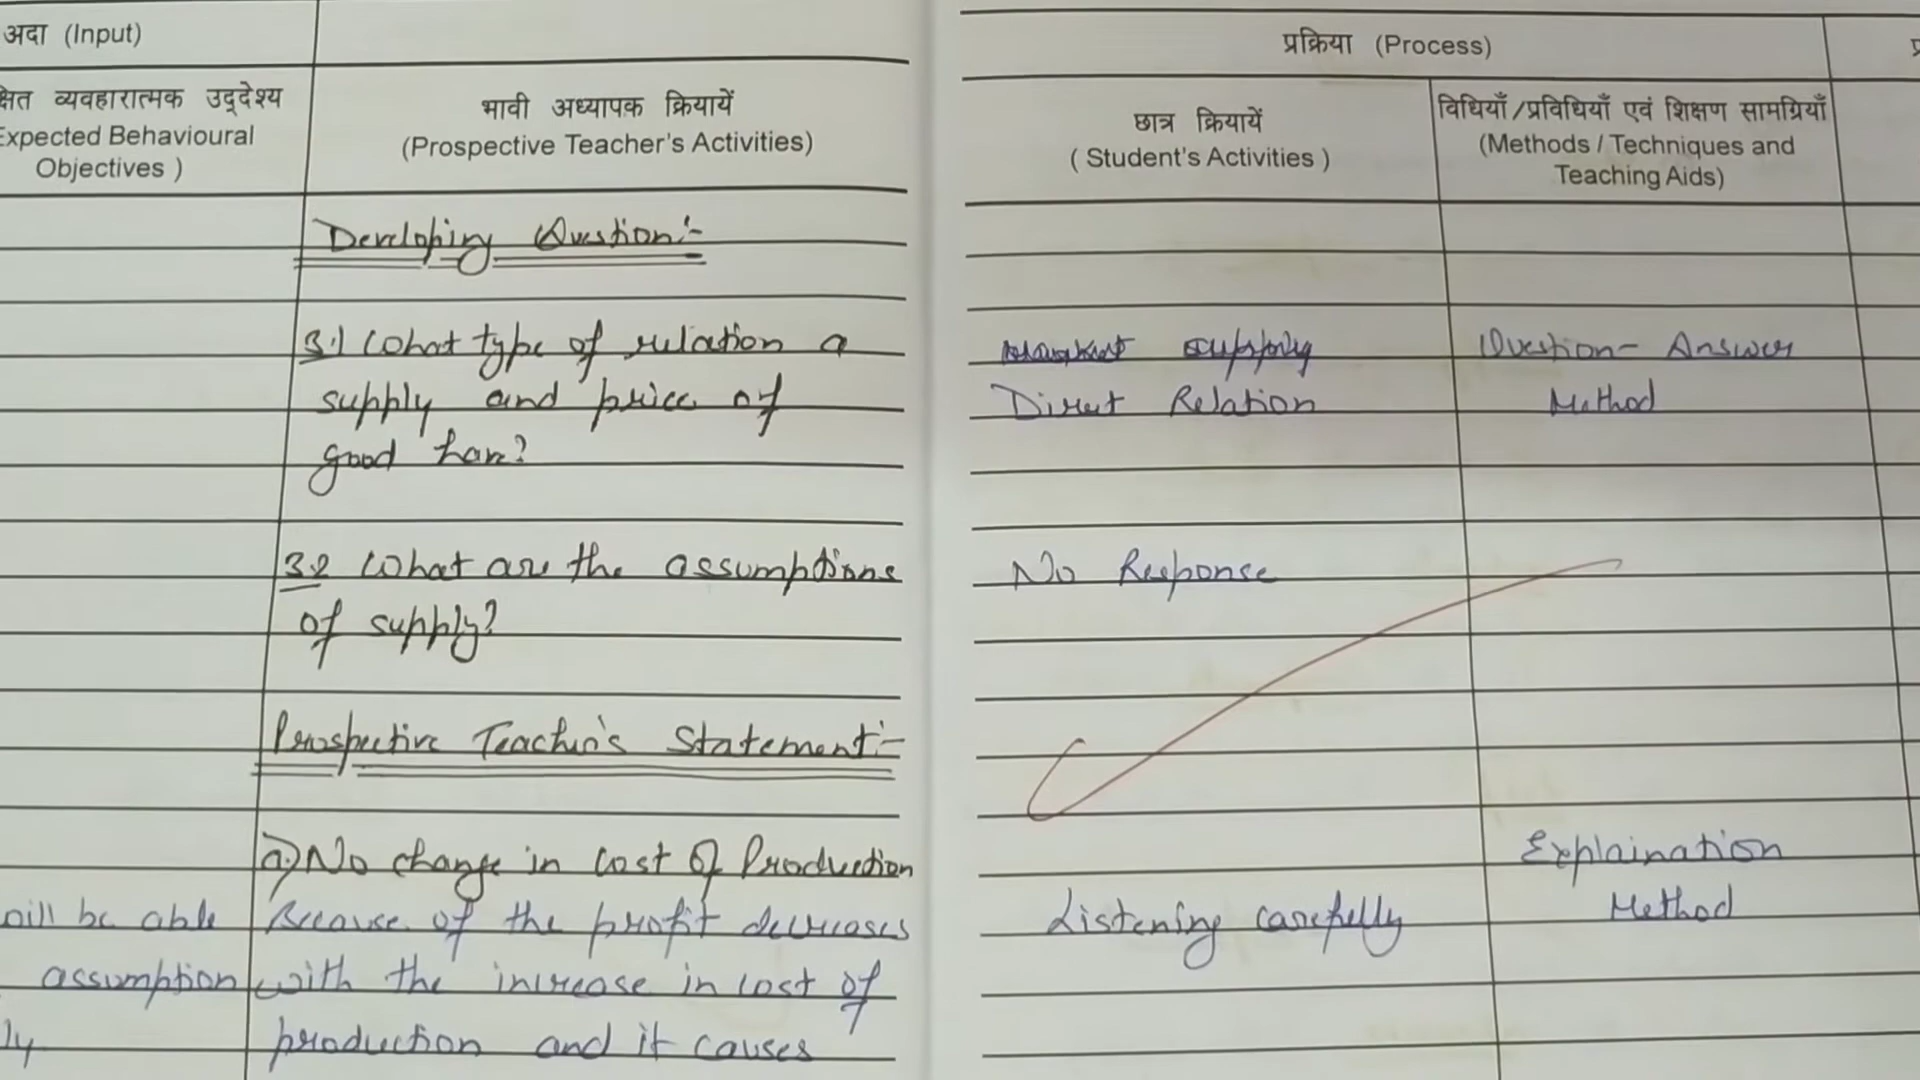 अदा (Input)
क्षित व्यवहारात्मक उद्देश्य
Expected Behavioural
Objectives )
भावी अध्यापक क्रियायें
(Prospective Teacher's Activities)
Developing Question:-
3.1 What type of relation a
supply and price of
good have?
3.2 What are the assumptions
of supply?
Prospective Teacher's Statement:-
a.) No change in cost of Production
will be able
Because of the profit decreases
assumption
with the increase in cost of
ly
production and it causes
प्रक्रिया (Process)
छात्र क्रियायें
( Student's Activities )
विधियाँ/प्रविधियाँ एवं शिक्षण सामग्रियाँ
(Methods / Techniques and
Teaching Aids)
supply
Direct Relation
Question- Answer
Method
No Response
Explaination
Method
Listening carefully